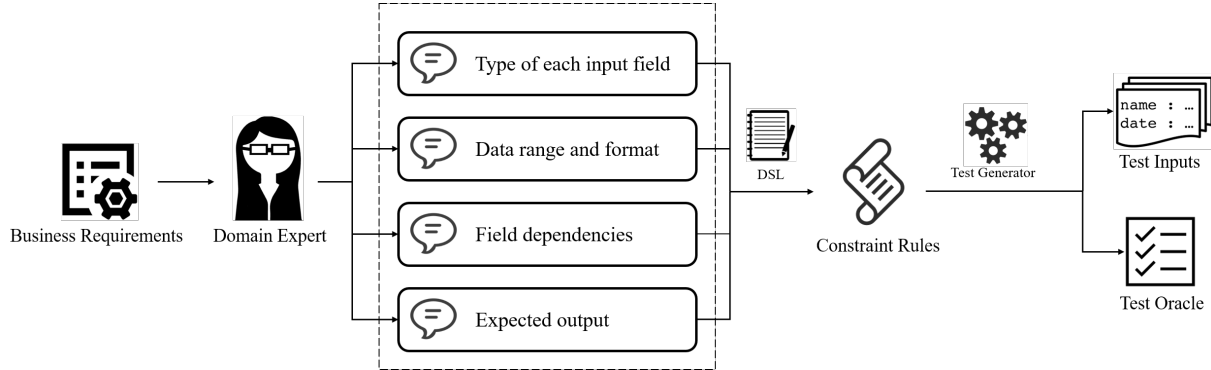 Business Requirements
Domain Expert
Type of each input field
Data range and format
Field dependencies
Expected output
DSL
Constraint Rules
Test Generator
name : …
date : …
Test Inputs
Test Oracle